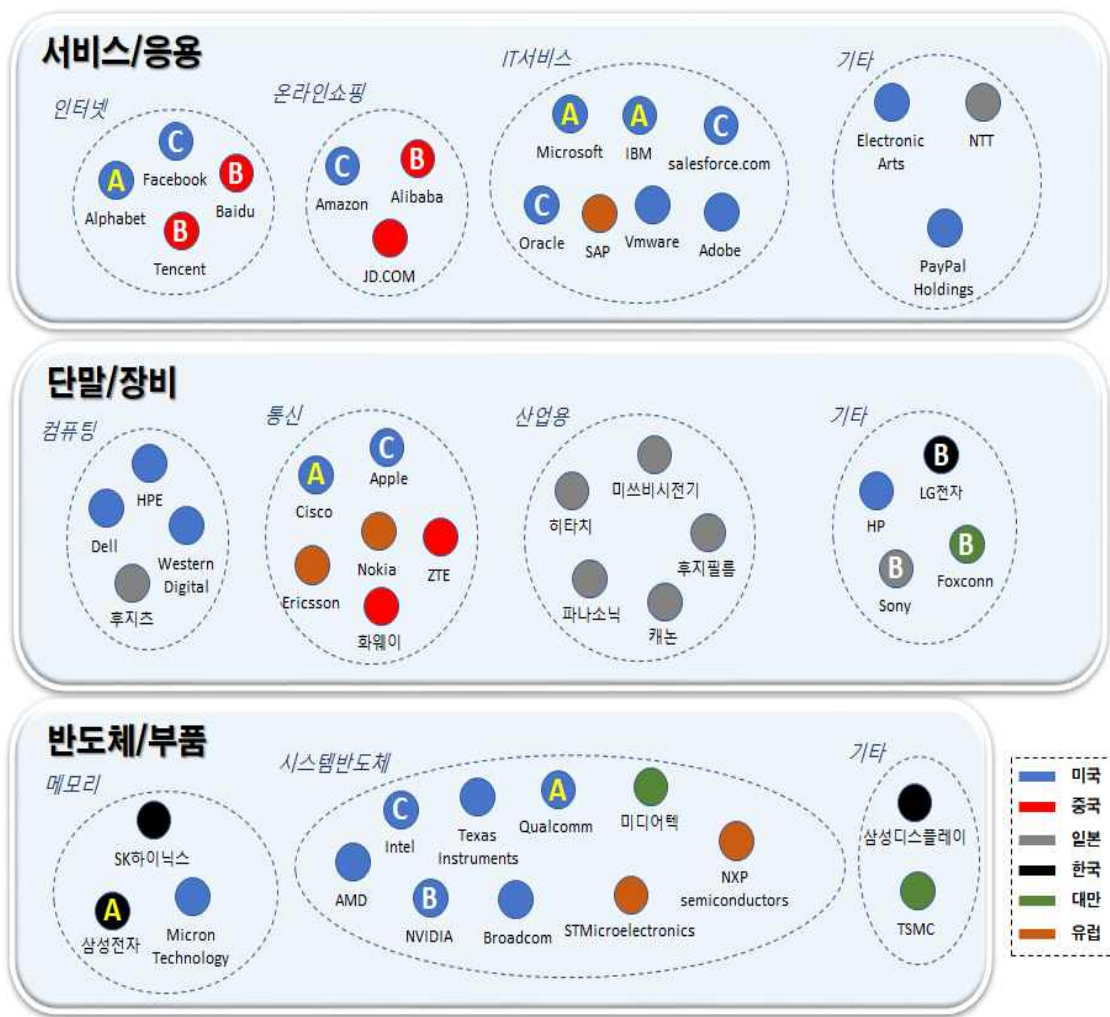 서비스/응용
인터넷
C
Facebook
A
Alphabet
B
Baidu
B
Tencent
온라인쇼핑
C
Amazon
B
Alibaba
JD.COM
IT서비스
A
Microsoft
A
IBM
C
salesforce.com
C
Oracle
SAP
Vmware
Adobe
기타
Electronic
Arts
NTT
PayPal
Holdings
단말/장비
컴퓨팅
HPE
Dell
Western
Digital
후지츠
통신
A
Cisco
C
Apple
Nokia
ZTE
Ericsson
화웨이
산업용
미쓰비시전기
히타치
후지필름
파나소닉
캐논
기타
B
LG전자
HP
B
Sony
B
Foxconn
반도체/부품
메모리
SK하이닉스
A
삼성전자
Micron
Technology
시스템반도체
C
Intel
Texas
Instruments
A
Qualcomm
미디어텍
AMD
B
NVIDIA
Broadcom
STMicroelectronics
NXP
semiconductors
기타
삼성디스플레이
TSMC
미국
중국
일본
한국
대만
유럽